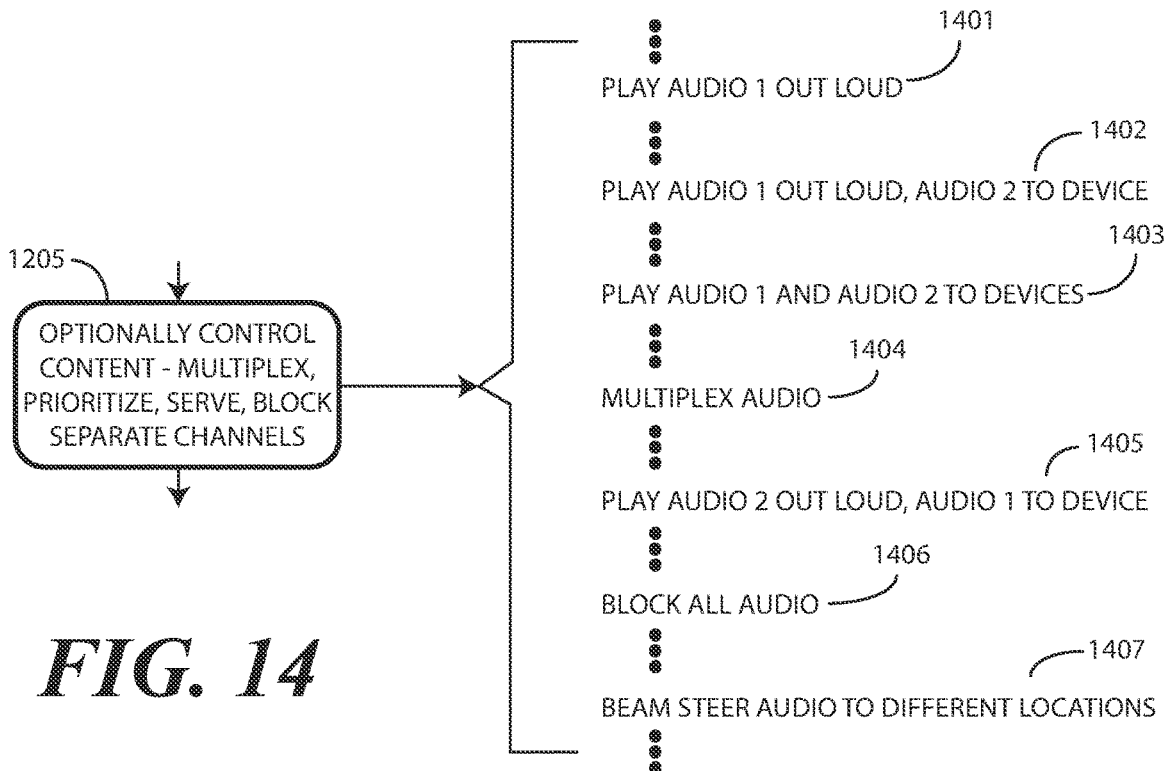 1401
PLAY AUDIO 1 OUT LOUD
1402
PLAY AUDIO 1 OUT LOUD, AUDIO 2 TO DEVICE
1403
PLAY AUDIO 1 AND AUDIO 2 TO DEVICES
1404
MULTIPLEX AUDIO
1405
PLAY AUDIO 2 OUT LOUD, AUDIO 1 TO DEVICE
1406
BLOCK ALL AUDIO
1407
BEAM STEER AUDIO TO DIFFERENT LOCATIONS
1205
OPTIONALLY CONTROL
CONTENT - MULTIPLEX,
PRIORITIZE, SERVE, BLOCK
SEPARATE CHANNELS
FIG. 14